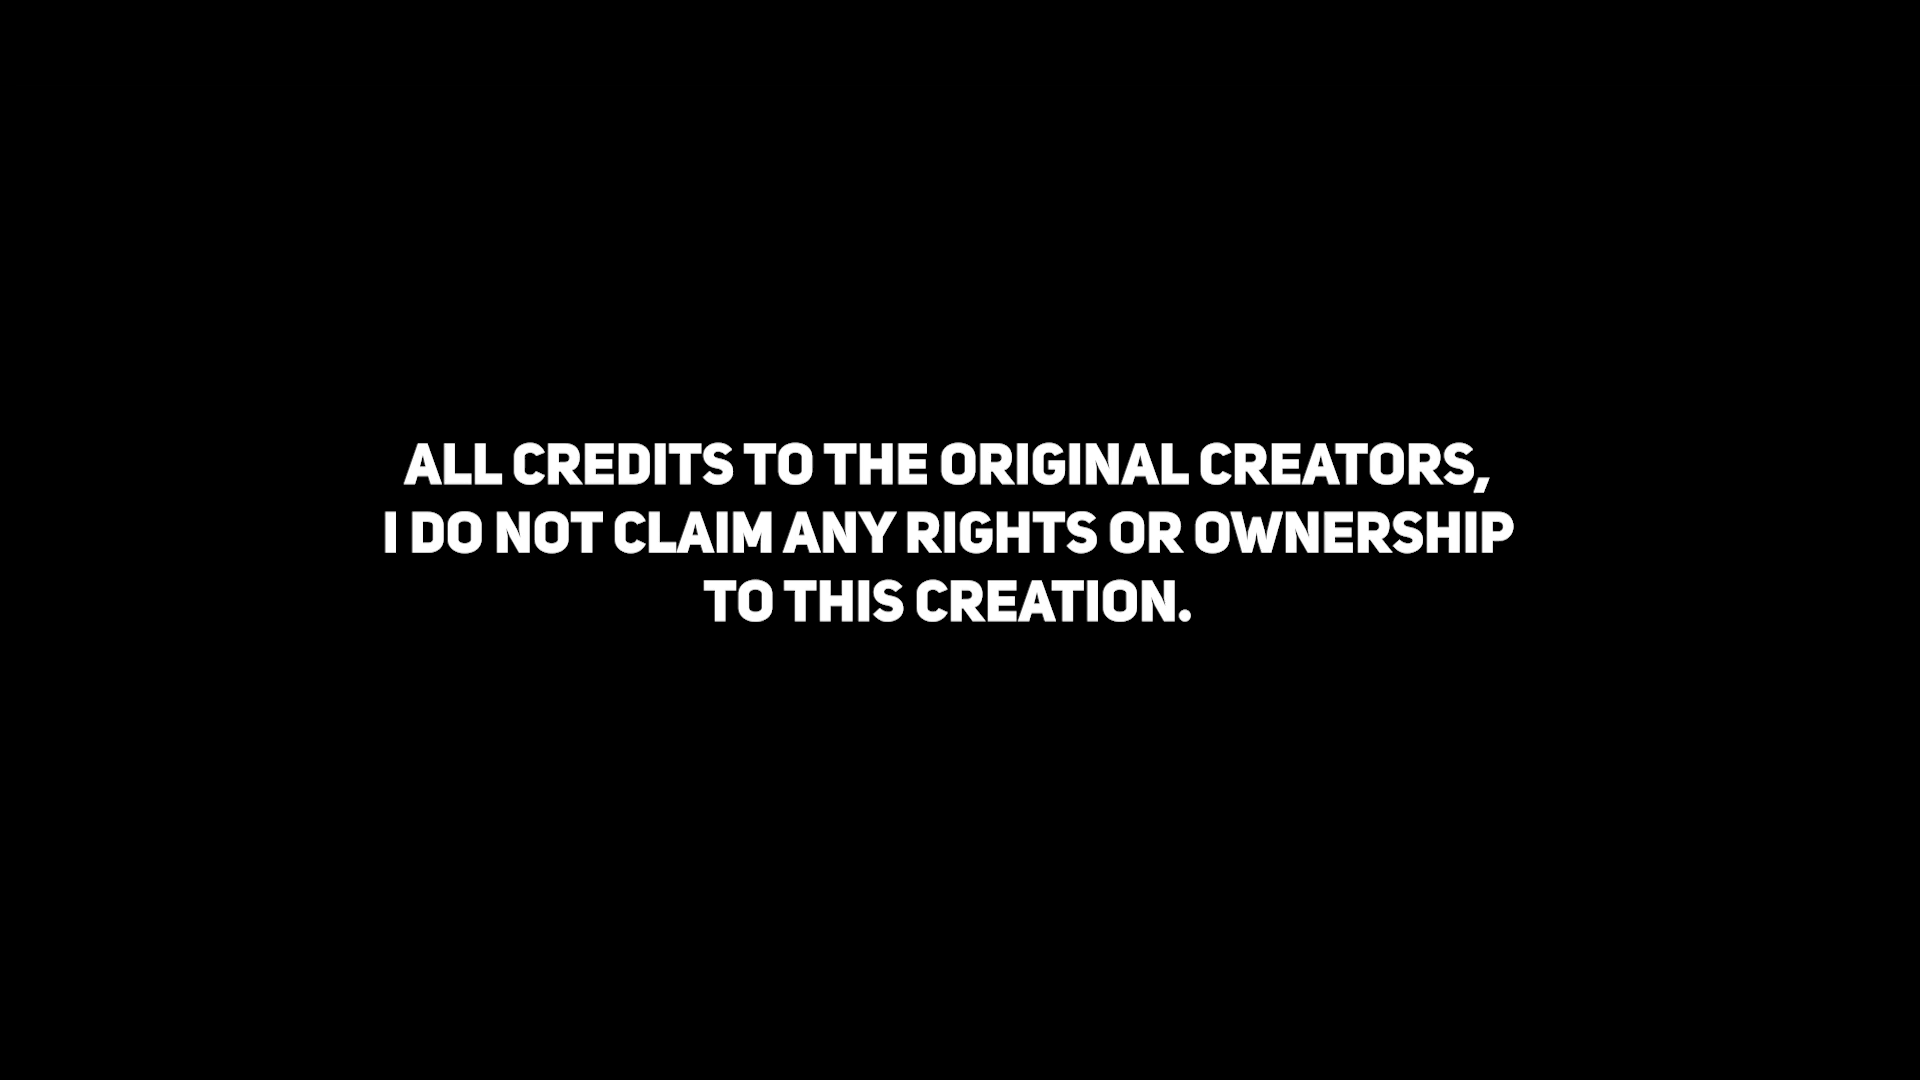 ALL CREDITS TO THE ORIGINAL CREATORS,
I DO NOT CLAIM ANY RIGHTS OR OWNERSHIP
TO THIS CREATION.